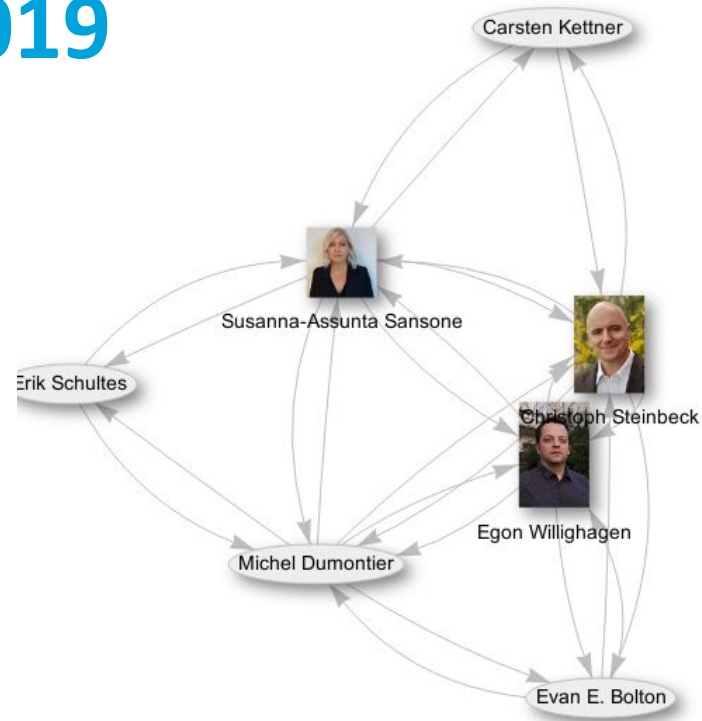 019
Carsten Kettner
Susanna-Assunta Sansone
Erik Schultes
Christoph Steinbeck
Egon Willighagen
Michel Dumontier
Evan E. Bolton